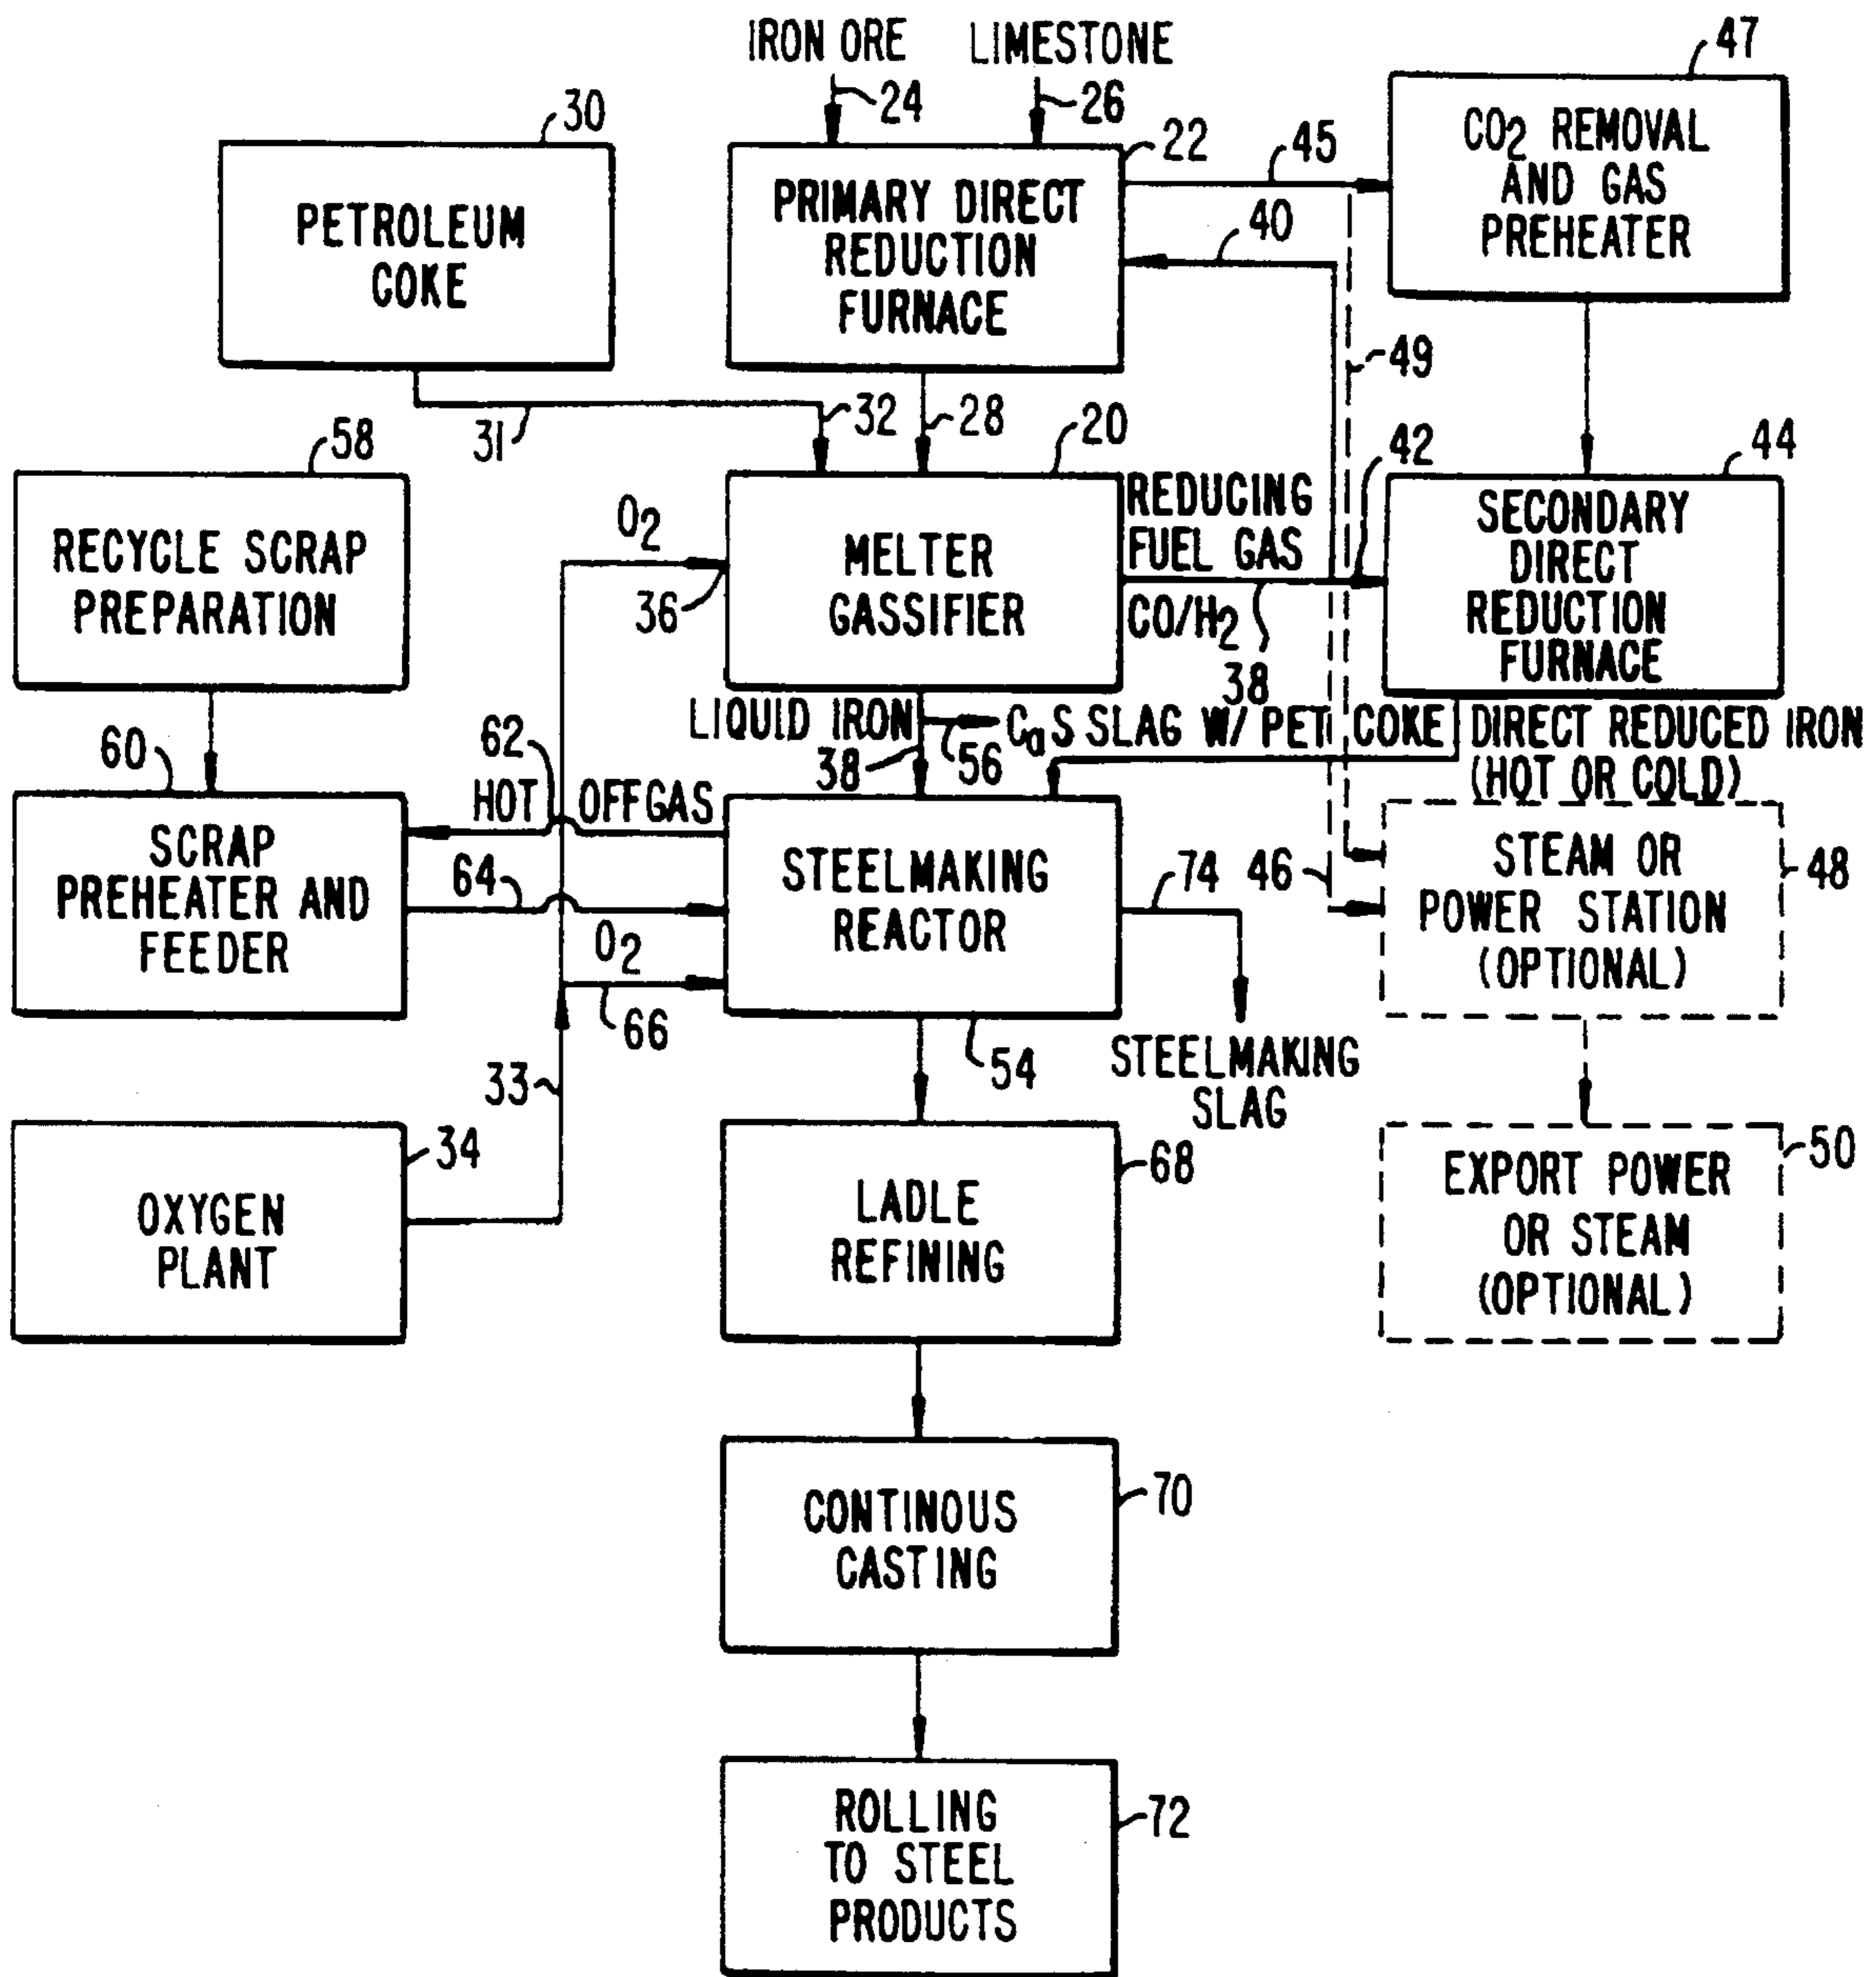 IRON ORE
LIMESTONE
24
26
47
CO2 REMOVAL
AND GAS
PREHEATER
30
PETROLEUM
COKE
22
PRIMARY DIRECT
REDUCTION
FURNACE
45
40
49
31
32
28
58
RECYCLE SCRAP
PREPARATION
20
MELTER
GASSIFIER
O2
36
REDUCING
FUEL GAS
CO/H2
38
42
44
SECONDARY
DIRECT
REDUCTION
FURNACE
LIQUID IRON
38
56
CaS SLAG W/ PET COKE
DIRECT REDUCED IRON
(HOT OR COLD)
60
62
HOT OFFGAS
SCRAP
PREHEATER AND
FEEDER
64
O2
66
STEELMAKING
REACTOR
54
74
46
STEELMAKING
SLAG
STEAM OR
POWER STATION
(OPTIONAL)
48
33
34
OXYGEN
PLANT
68
LADLE
REFINING
50
EXPORT POWER
OR STEAM
(OPTIONAL)
70
CONTINOUS
CASTING
72
ROLLING
TO STEEL
PRODUCTS